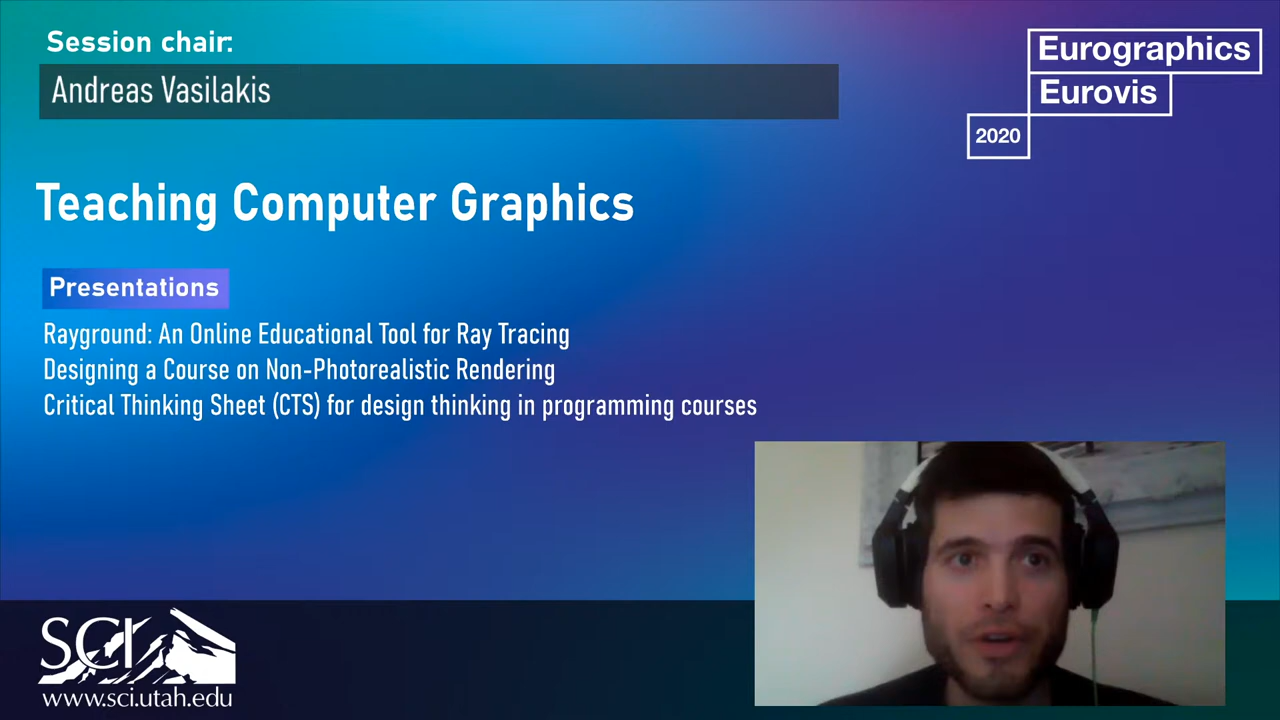 Session chair:
Andreas Vasilakis
Eurographics
Eurovis
2020
Teaching Computer Graphics
Presentations
Rayground: An Online Educational Tool for Ray Tracing
Designing a Course on Non-Photorealistic Rendering
Critical Thinking Sheet (CTS) for design thinking in programming courses
SCI
www.sci.utah.edu